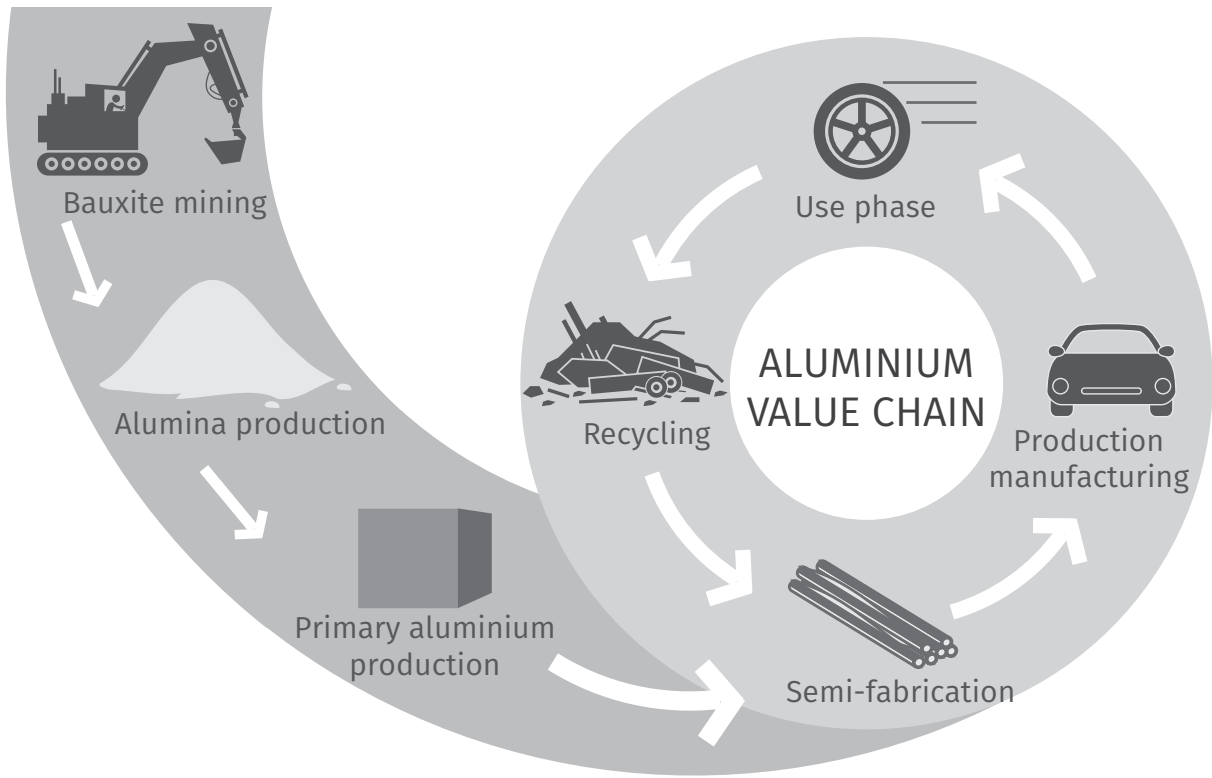 Bauxite mining
Alumina production
Primary aluminium
production
Semi-fabrication
Production
manufacturing
Use phase
Recycling
ALUMINIUM
VALUE CHAIN